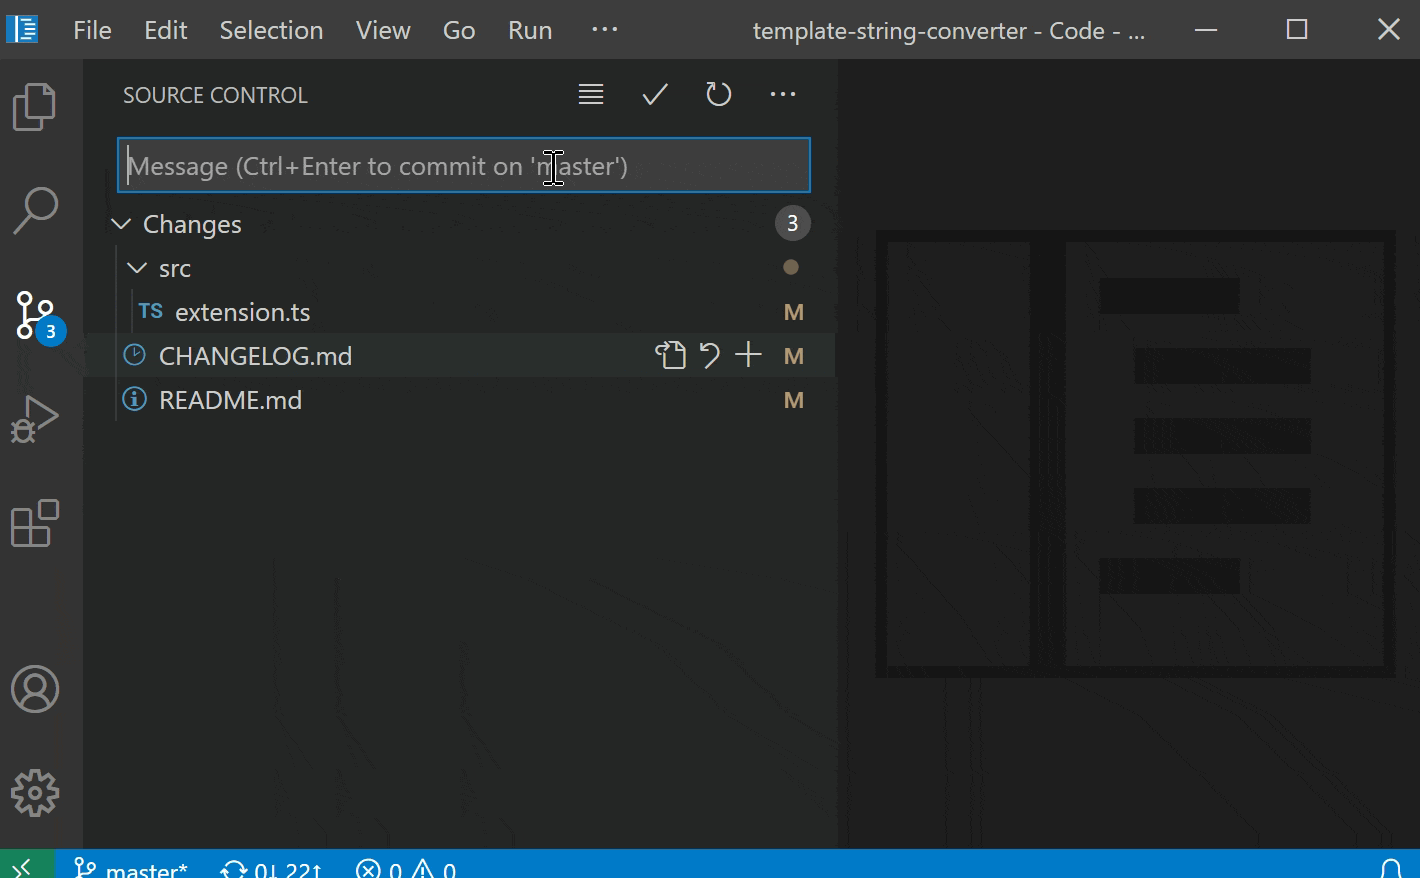 File Edit Selection View Go Run ··· template-string-converter - Code - ...
SOURCE CONTROL
Message (Ctrl+Enter to commit on 'master')
Changes 3
src
TS extension.ts M
3
CHANGELOG.md M
README.md M
master* 0↓ 22↑ 0 0